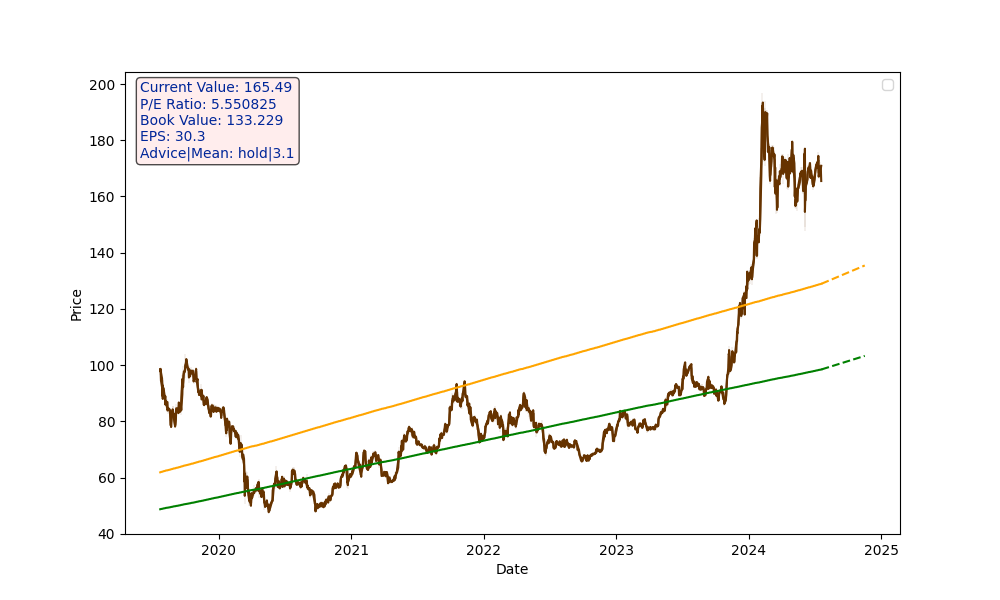 Current Value: 165.49
P/E Ratio: 5.550825
Book Value: 133.229
EPS: 30.3
Advice|Mean: hold|3.1
200
180
160
140
120
100
80
60
40
Price
2020 2021 2022 2023 2024 2025
Date